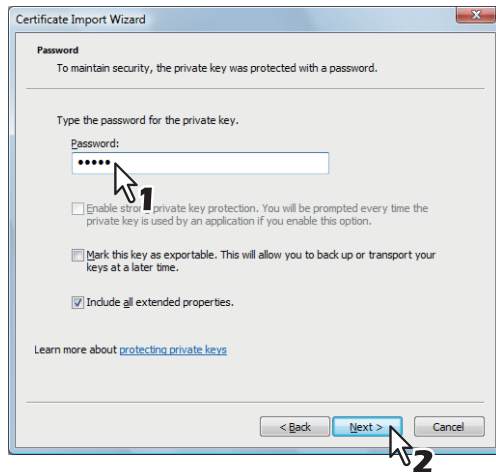 Certificate Import Wizard
Password
To maintain security, the private key was protected with a password.
Type the password for the private key.
Password:
•••••
1
Enable strong private key protection. You will be prompted every time the
private key is used by an application if you enable this option.
Mark this key as exportable. This will allow you to back up or transport your
keys at a later time.
Include all extended properties.
Learn more about protecting private keys
< Back Next > Cancel
2